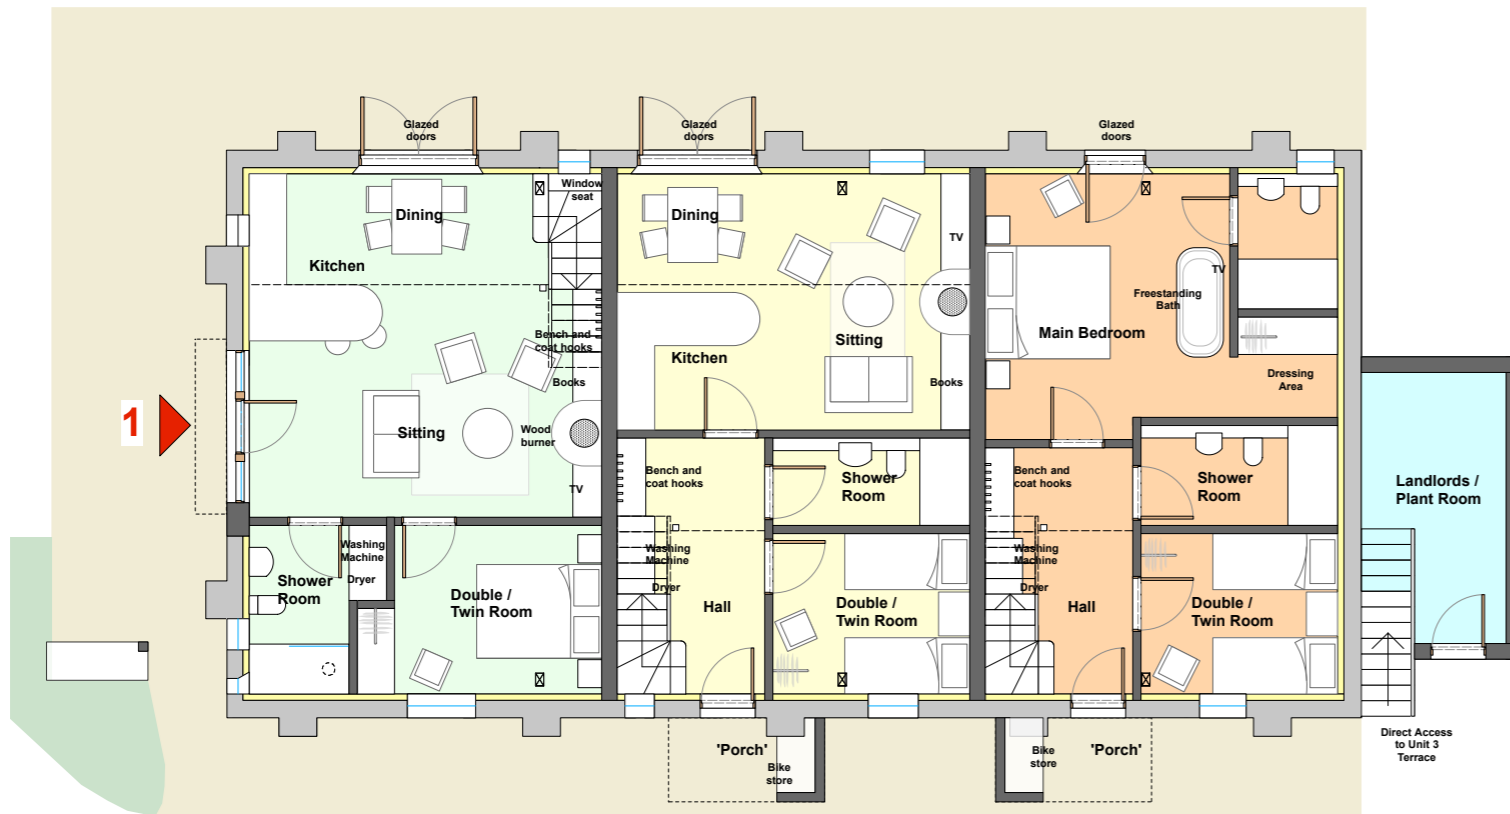 Glazed
doors
Glazed
doors
Glazed
doors
Window
seat
Dining
Kitchen
Bench and
coat hooks
Books
Sitting
Wood
burner
TV
1
Washing
Machine
Dryer
Shower
Room
Double /
Twin Room
Dining
TV
Sitting
Kitchen
Books
Bench and
coat hooks
Shower
Room
Washing
Machine
Dryer
Hall
Double /
Twin Room
'Porch'
Bike
store
TV
Freestanding
Bath
Main Bedroom
Dressing
Area
Bench and
coat hooks
Shower
Room
Washing
Machine
Dryer
Hall
Double /
Twin Room
Bike
store
'Porch'
Landlords /
Plant Room
Direct Access
to Unit 3
Terrace